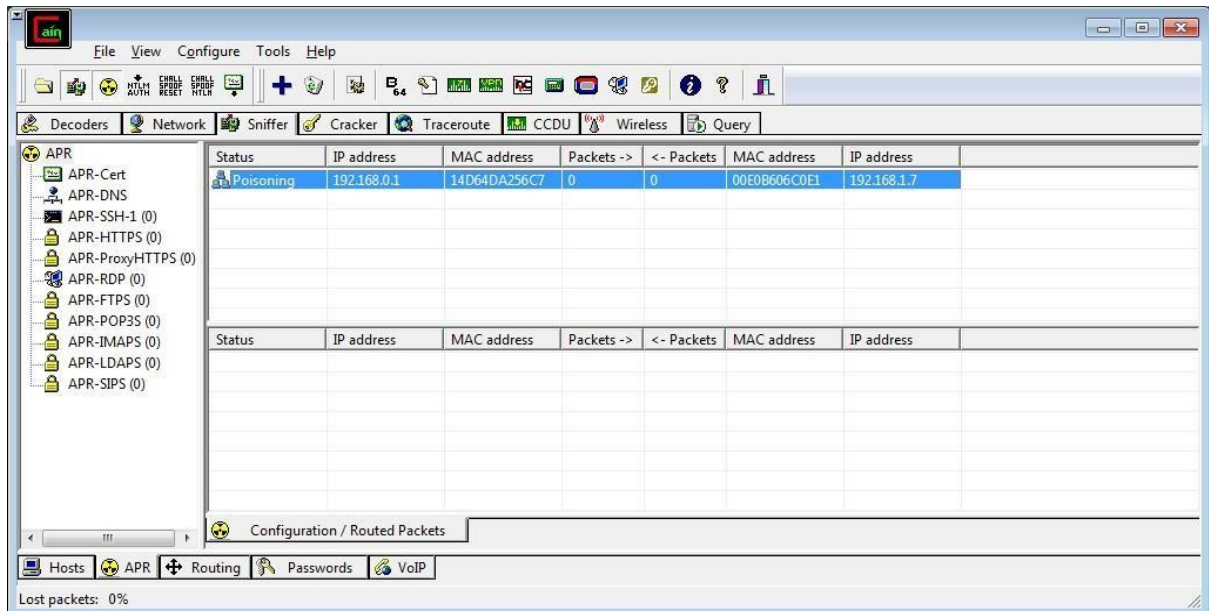 Cain
File View Configure Tools Help
NTLM AUTH CHALL SPOOF RESET CHALL SPOOF NTLM B64
Decoders Network Sniffer Cracker Traceroute CCDU Wireless Query
APR
APR-Cert
APR-DNS
APR-SSH-1 (0)
APR-HTTPS (0)
APR-ProxyHTTPS (0)
APR-RDP (0)
APR-FTPS (0)
APR-POP3S (0)
APR-IMAPS (0)
APR-LDAPS (0)
APR-SIPS (0)
Status IP address MAC address Packets -> <- Packets MAC address IP address
Poisoning 192.168.0.1 14D64DA256C7 0 0 00E0B606C0E1 192.168.1.7
Status IP address MAC address Packets -> <- Packets MAC address IP address
Configuration / Routed Packets
Hosts APR Routing Passwords VoIP
Lost packets: 0%